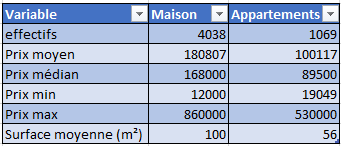 Variable Maison Appartements
effectifs 4038 1069
Prix moyen 180807 100117
Prix médian 168000 89500
Prix min 12000 19049
Prix max 860000 530000
Surface moyenne (m²) 100 56